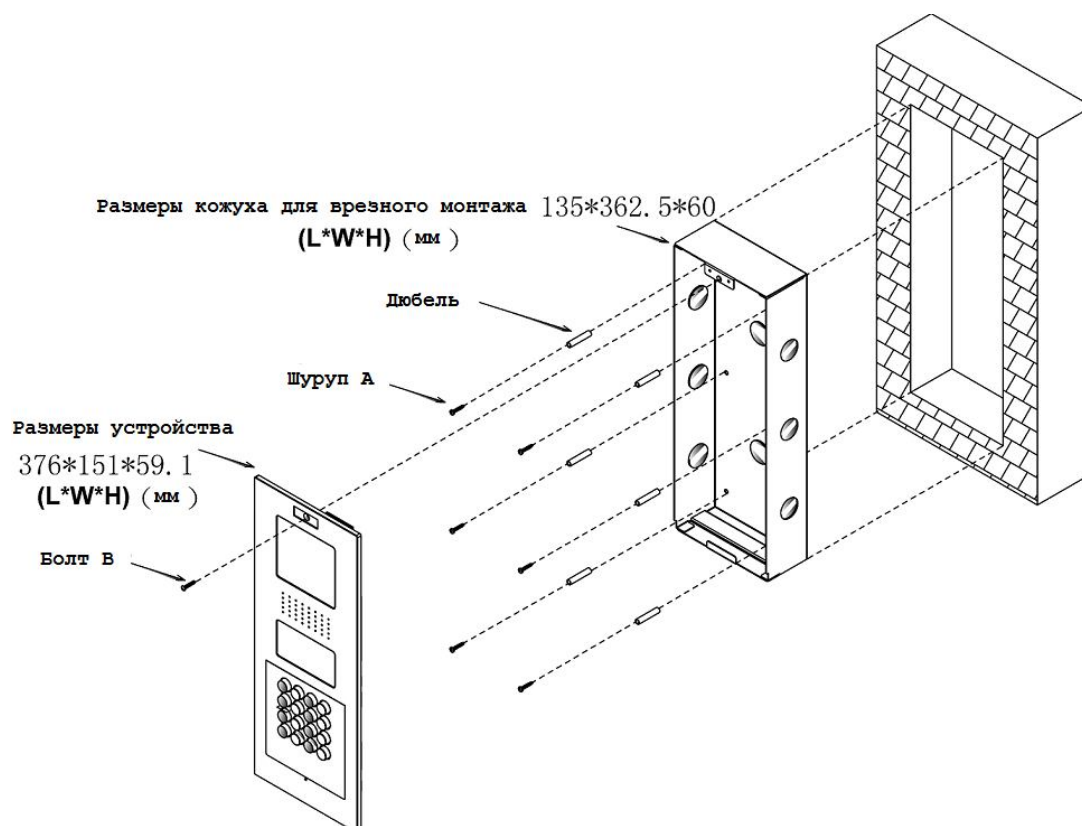 Размеры кожуха для врезного монтажа 135*362.5*60
(L*W*H) (мм)
Дюбель
Шуруп А
Размеры устройства
376*151*59.1
(L*W*H) (мм)
Болт В